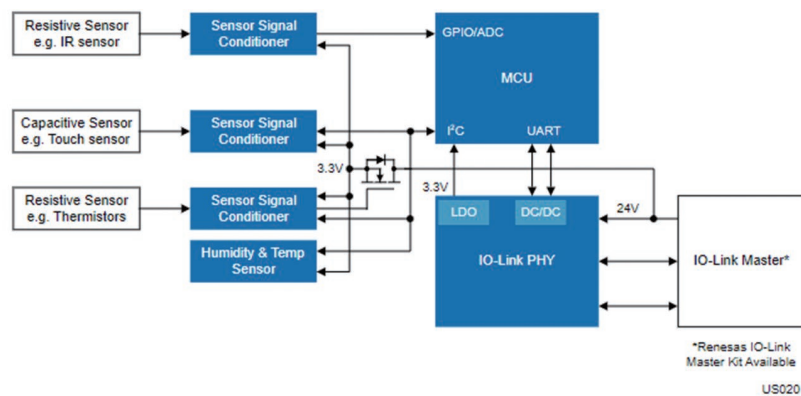 Resistive Sensor
e.g. IR sensor
Sensor Signal
Conditioner
GPIO/ADC
MCU
Capacitive Sensor
e.g. Touch sensor
Sensor Signal
Conditioner
I²C
UART
3.3V
Resistive Sensor
e.g. Thermistors
Sensor Signal
Conditioner
3.3V
LDO
DC/DC
24V
Humidity & Temp
Sensor
IO-Link PHY
IO-Link Master*
*Renesas IO-Link
Master Kit Available
US020